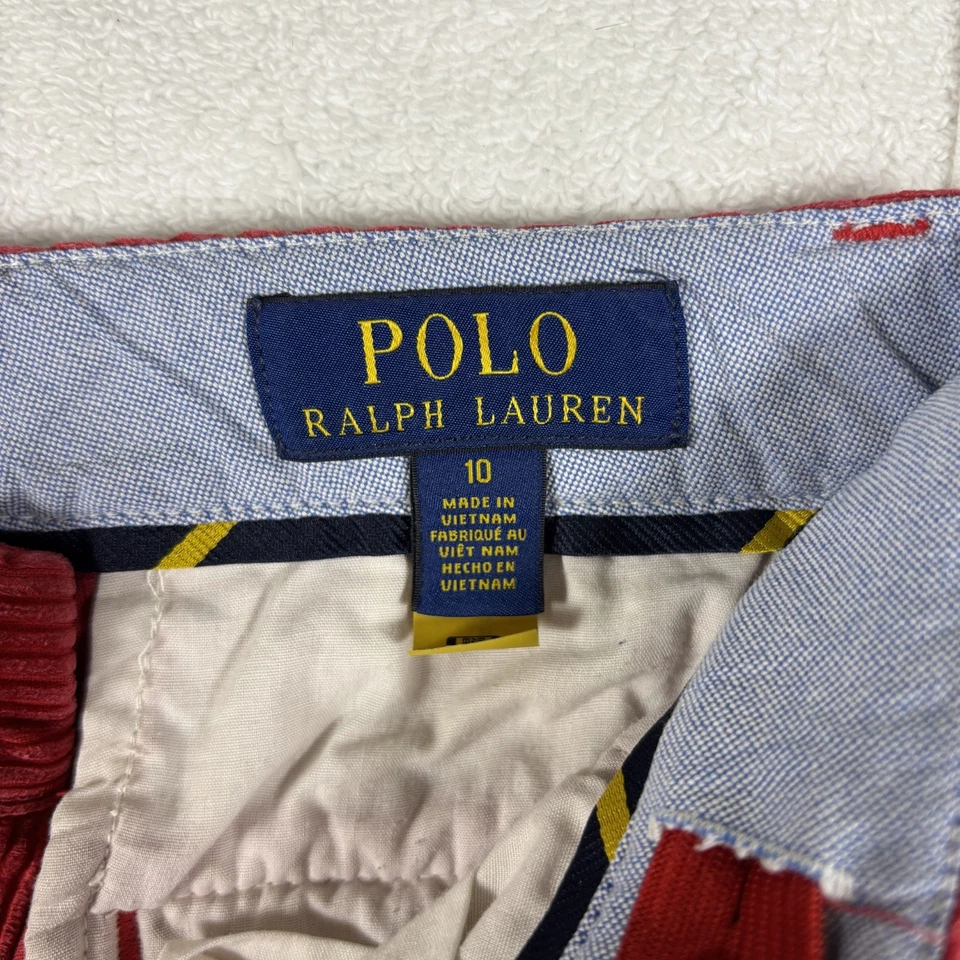 POLO
RALPH LAUREN
10
MADE IN
VIETNAM
FABRIQUÉ AU
VIÊT NAM
HECHO EN
VIETNAM